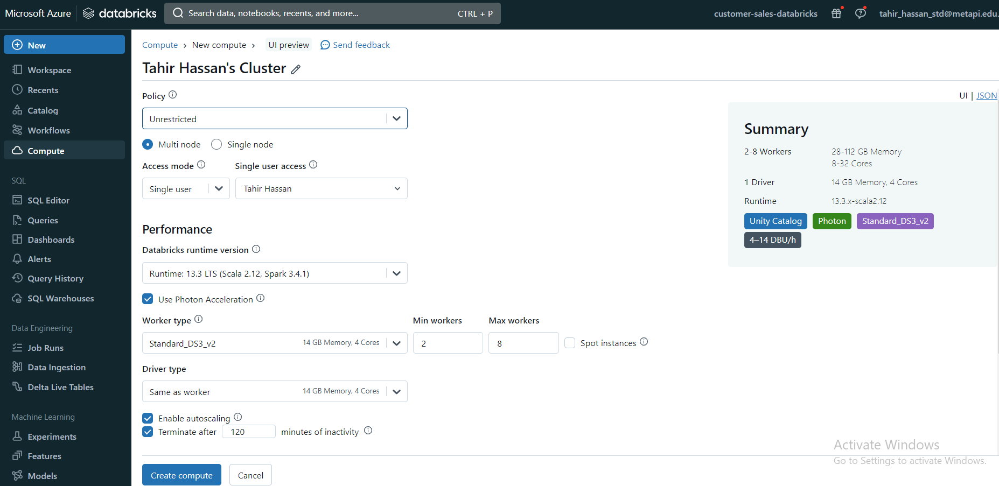 Microsoft Azure databricks Search data, notebooks, recents, and more... CTRL + P customer-sales-databricks tahir_hassan_std@metapi.edu.
New
Workspace
Recents
Catalog
Workflows
Compute
SQL
SQL Editor
Queries
Dashboards
Alerts
Query History
SQL Warehouses
Data Engineering
Job Runs
Data Ingestion
Delta Live Tables
Machine Learning
Experiments
Features
Models
Compute › New compute › UI preview Send feedback
Tahir Hassan's Cluster
Policy
Unrestricted
Multi node Single node
Access mode Single user access
Single user Tahir Hassan
Performance
Databricks runtime version
Runtime: 13.3 LTS (Scala 2.12, Spark 3.4.1)
Use Photon Acceleration
Worker type Min workers Max workers
Standard_DS3_v2 14 GB Memory, 4 Cores 2 8 Spot instances
Driver type
Same as worker 14 GB Memory, 4 Cores
Enable autoscaling
Terminate after 120 minutes of inactivity
Create compute Cancel
UI | JSON
Summary
2-8 Workers 28-112 GB Memory
8-32 Cores
1 Driver 14 GB Memory, 4 Cores
Runtime 13.3.x-scala2.12
Unity Catalog Photon Standard_DS3_v2
4–14 DBU/h
Activate Windows
Go to Settings to activate Windows.